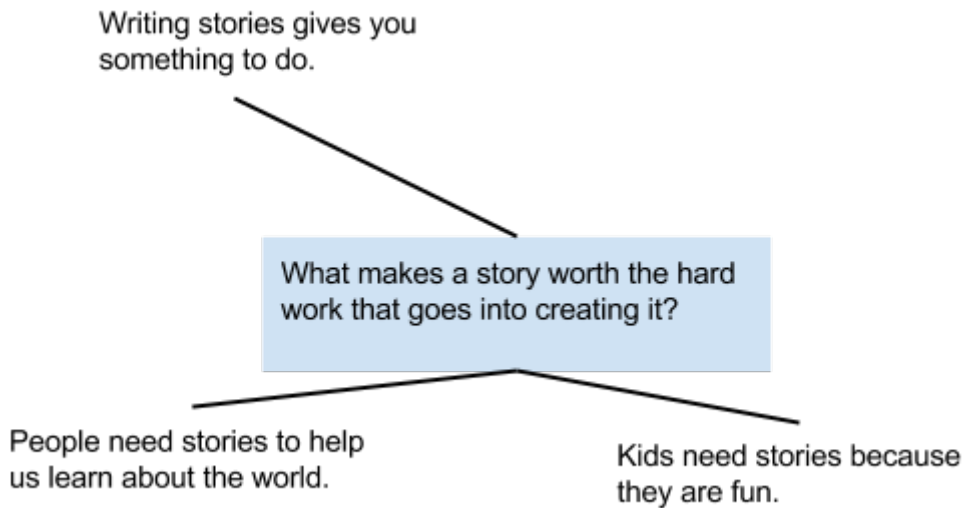 Writing stories gives you
something to do.
What makes a story worth the hard
work that goes into creating it?
People need stories to help
us learn about the world.
Kids need stories because
they are fun.